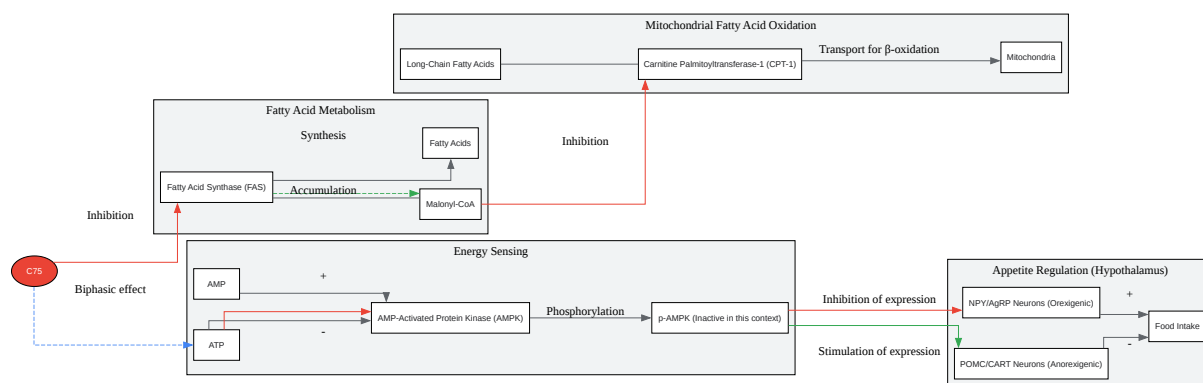 Mitochondrial Fatty Acid Oxidation
Transport for β-oxidation
Long-Chain Fatty Acids
Carnitine Palmitoyltransferase-1 (CPT-1)
Mitochondria
Fatty Acid Metabolism
Synthesis
Fatty Acids
Inhibition
Fatty Acid Synthase (FAS)
Accumulation
Malonyl-CoA
Inhibition
Energy Sensing
C75
Biphasic effect
AMP
+
AMP-Activated Protein Kinase (AMPK)
Phosphorylation
p-AMPK (Inactive in this context)
-
ATP
Appetite Regulation (Hypothalamus)
Inhibition of expression
NPY/AgRP Neurons (Orexigenic)
+
Food Intake
Stimulation of expression
POMC/CART Neurons (Anorexigenic)
-